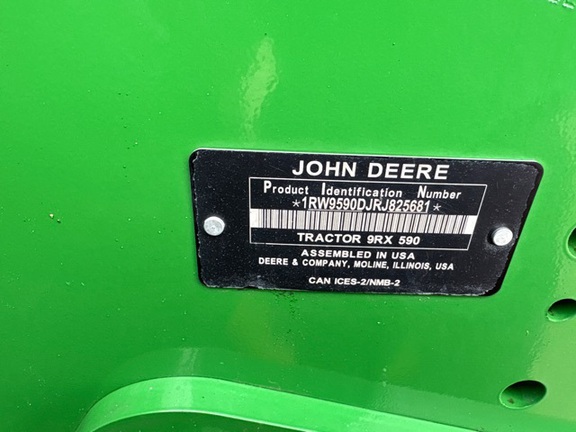 JOHN DEERE
Product Identification Number
*1RW9590DJRJ825681*
TRACTOR 9RX 590
ASSEMBLED IN USA
DEERE & COMPANY, MOLINE, ILLINOIS, USA
CAN ICES-2/NMB-2